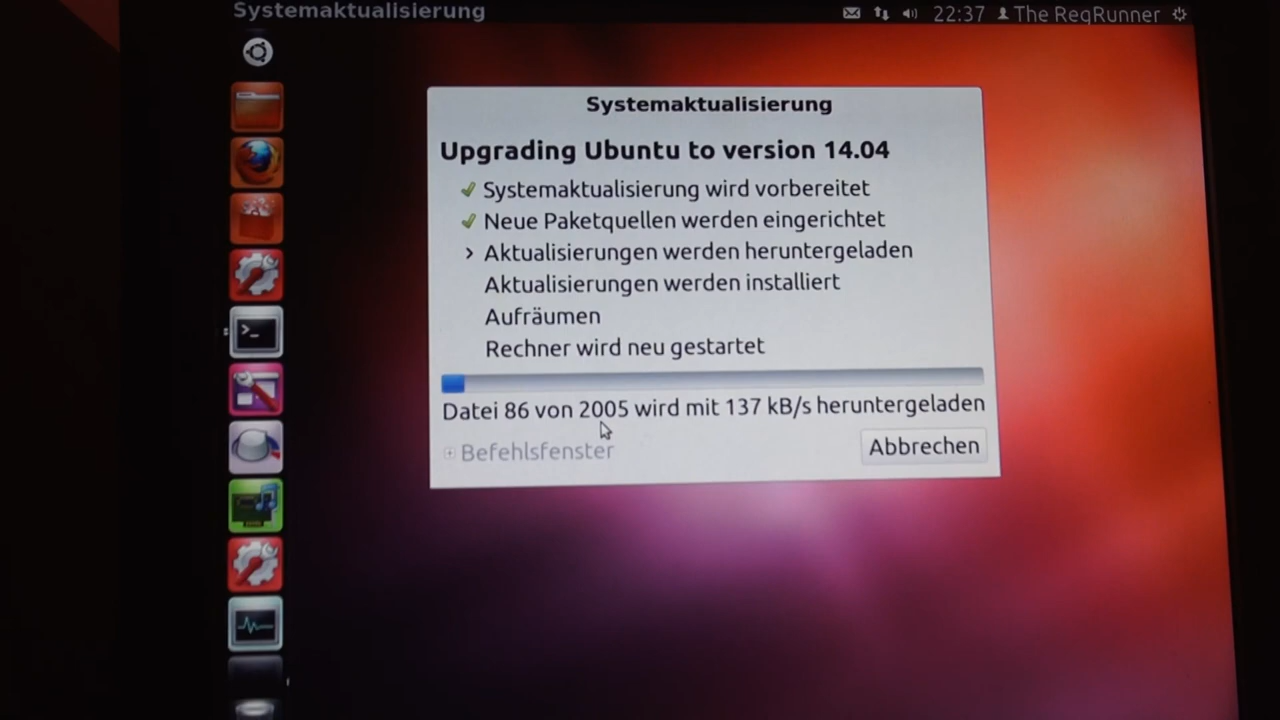 Systemaktualisierung
22:37 The RegRunner
Systemaktualisierung
Upgrading Ubuntu to version 14.04
Systemaktualisierung wird vorbereitet
Neue Paketquellen werden eingerichtet
Aktualisierungen werden heruntergeladen
Aktualisierungen werden installiert
Aufräumen
Rechner wird neu gestartet
Datei 86 von 2005 wird mit 137 kB/s heruntergeladen
Befehlsfenster
Abbrechen